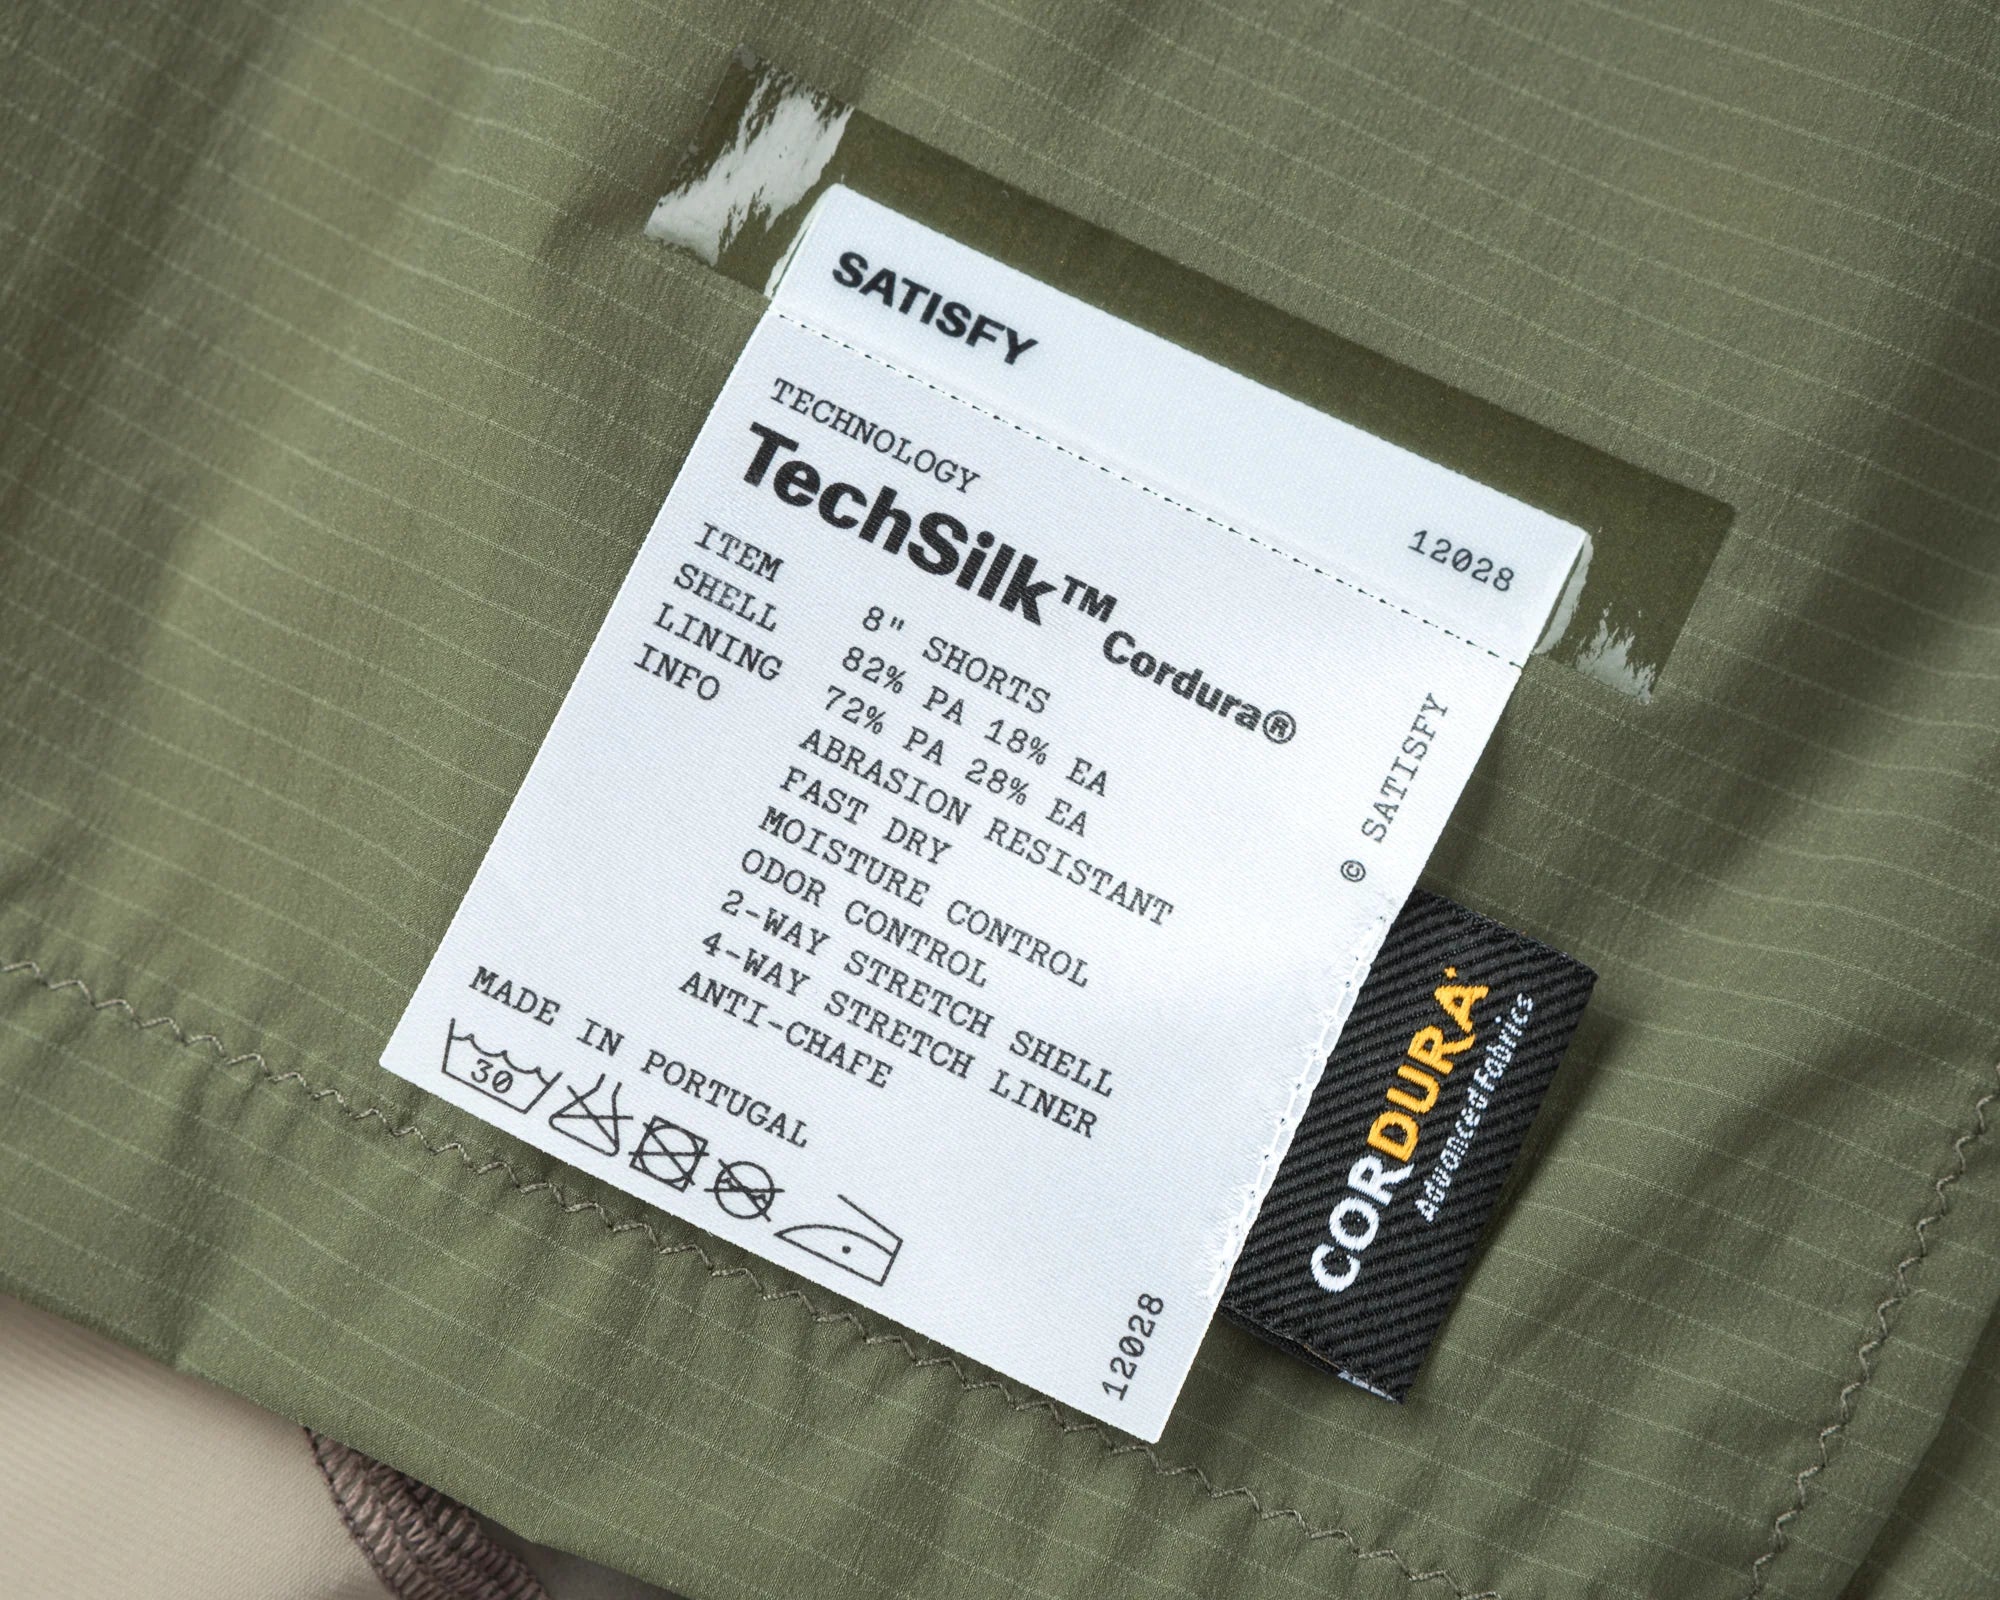 SATISFY
12028
TECHNOLOGY
TechSilk™ Cordura®
ITEM 8" SHORTS
SHELL 82% PA 18% EA
LINING 72% PA 28% EA
INFO ABRASION RESISTANT
FAST DRY
MOISTURE CONTROL
ODOR CONTROL
2-WAY STRETCH SHELL
4-WAY STRETCH LINER
ANTI-CHAFE
MADE IN PORTUGAL
30
© SATISFY
12028
CORDURA
Advanced Fabrics